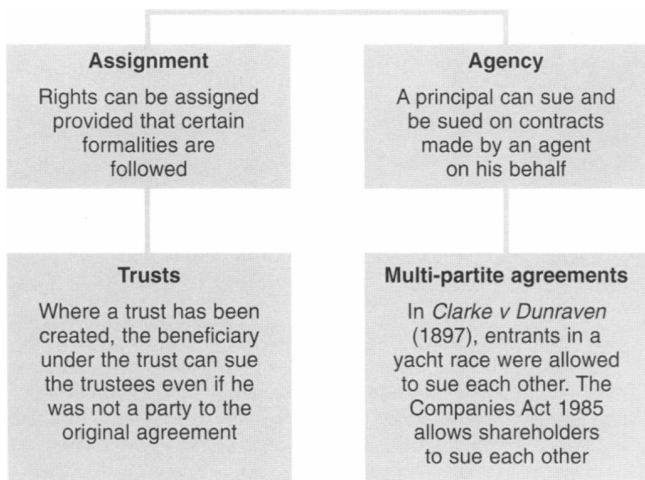 Assignment
Rights can be assigned
provided that certain
formalities are
followed
Agency
A principal can sue and
be sued on contracts
made by an agent
on his behalf
Trusts
Where a trust has been
created, the beneficiary
under the trust can sue
the trustees even if he
was not a party to the
original agreement
Multi-partite agreements
In Clarke v Dunraven
(1897), entrants in a
yacht race were allowed
to sue each other. The
Companies Act 1985
allows shareholders
to sue each other